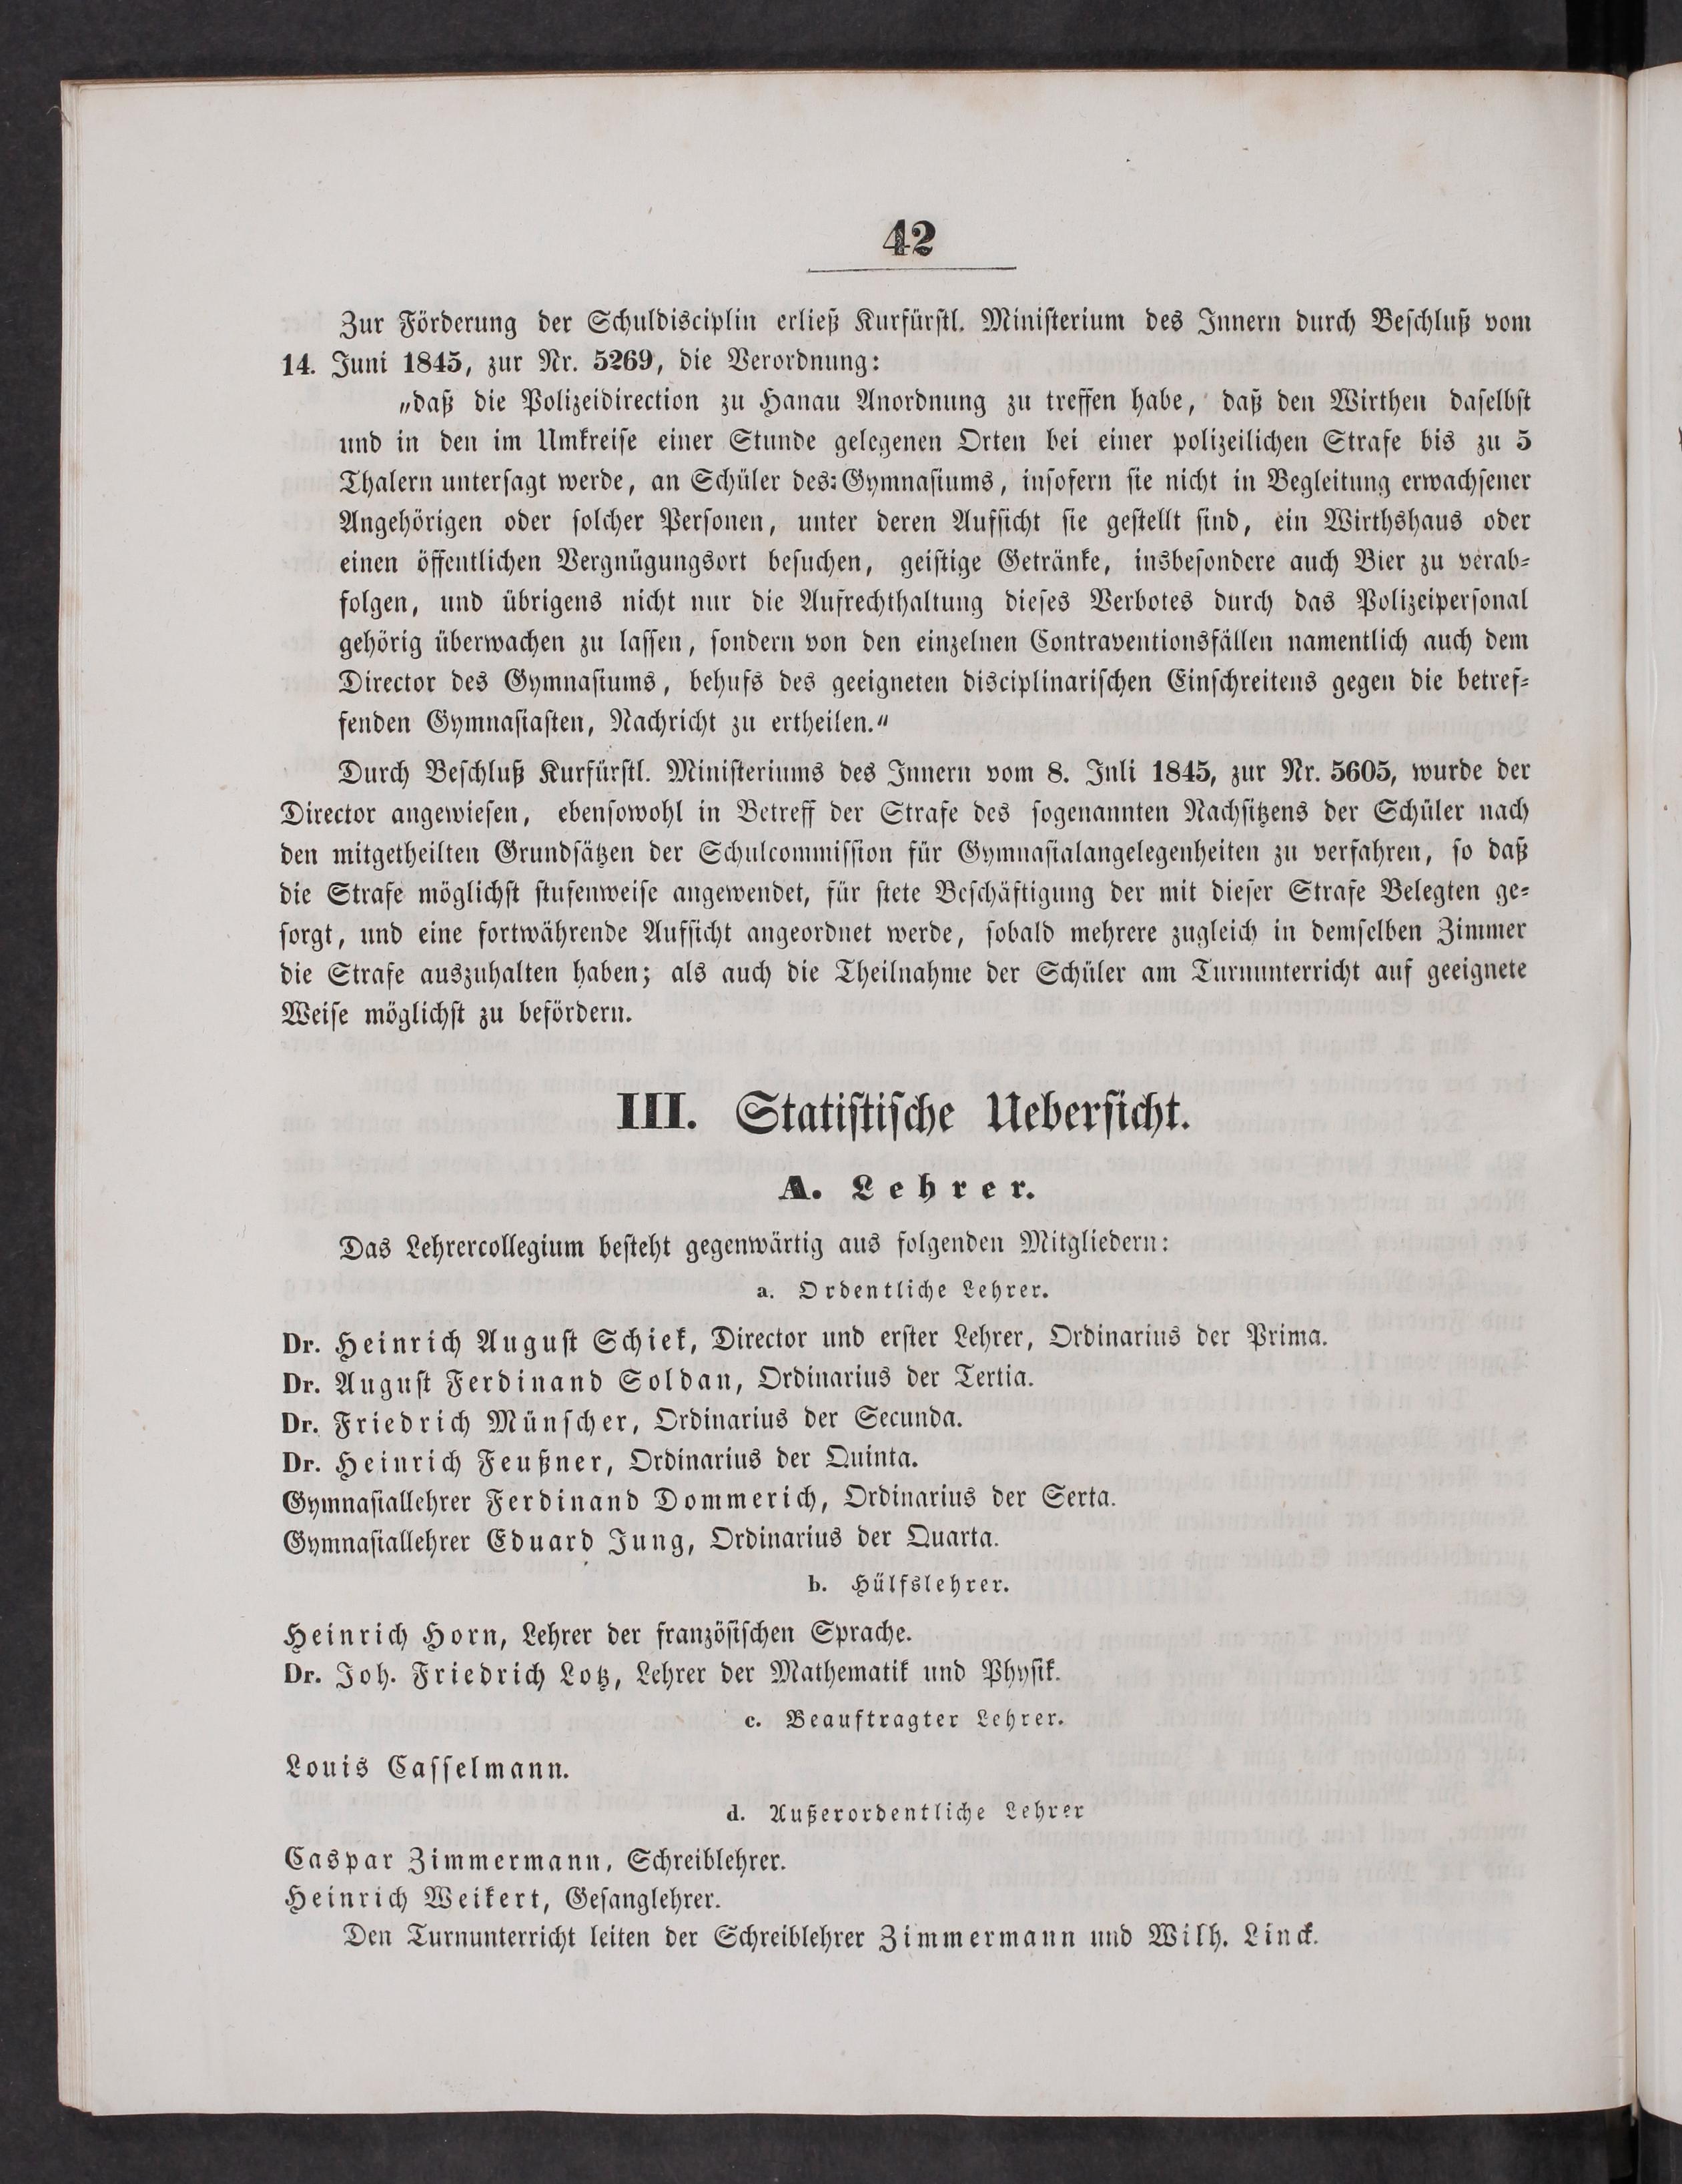 42
Zur Förderung der Schuldisciplin erließ Kurfürstl. Ministerium des Innern durch Beschluß vom
14. Juni 1845, zur Nr. 5269, die Verordnung:
„daß die Polizeidirection zu Hanau Anordnung zu treffen habe, daß den Wirthen daselbst
und in den im Umkreise einer Stunde gelegenen Orten bei einer polizeilichen Strafe bis zu 5
Thalern untersagt werde, an Schüler des: Gymnasiums, insofern sie nicht in Begleitung erwachsener
Angehörigen oder solcher Personen, unter deren Aufsicht sie gestellt sind, ein Wirthshaus oder
einen öffentlichen Vergnügungsort besuchen, geistige Getränke, insbesondere auch Bier zu verab-
folgen, und übrigens nicht nur die Aufrechthaltung dieses Verbotes durch das Polizeipersonal
gehörig überwachen zu lassen, sondern von den einzelnen Contraventionsfällen namentlich auch dem
Director des Gymnasiums, behufs des geeigneten disciplinarischen Einschreitens gegen die betref-
fenden Gymnasiasten, Nachricht zu ertheilen."
Durch Beschluß Kurfürstl. Ministeriums des Innern vom 8. Juli 1845, zur Nr. 5605, wurde der
Director angewiesen, ebensowohl in Betreff der Strafe des sogenannten Nachsitzens der Schüler nach
den mitgetheilten Grundsätzen der Schulcommission für Gymnasialangelegenheiten zu verfahren, so daß
die Strafe möglichst stufenweise angewendet, für stete Beschäftigung der mit dieser Strafe Belegten ge-
sorgt, und eine fortwährende Aufsicht angeordnet werde, sobald mehrere zugleich in demselben Zimmer
die Strafe auszuhalten haben; als auch die Theilnahme der Schüler am Turnunterricht auf geeignete
Weise möglichst zu befördern.
III. Statistische Uebersicht.
A. Lehrer.
Das Lehrercollegium besteht gegenwärtig aus folgenden Mitgliedern:
a. Ordentliche Lehrer.
Dr. Heinrich August Schiek, Director und erster Lehrer, Ordinarius der Prima.
Dr. August Ferdinand Soldan, Ordinarius der Tertia.
Dr. Friedrich Münscher, Ordinarius der Secunda.
Dr. Heinrich Feußner, Ordinarius der Quinta.
Gymnasiallehrer Ferdinand Dommerich, Ordinarius der Sexta.
Gymnasiallehrer Eduard Jung, Ordinarius der Quarta.
b. Hülfslehrer.
Heinrich Horn, Lehrer der französischen Sprache.
Dr. Joh. Friedrich Lotz, Lehrer der Mathematik und Physik.
c. Beauftragter Lehrer.
Louis Casselmann.
d. Außerordentliche Lehrer
Caspar Zimmermann, Schreiblehrer.
Heinrich Weikert, Gesanglehrer.
Den Turnunterricht leiten der Schreiblehrer Zimmermann und Wilh. Linck.